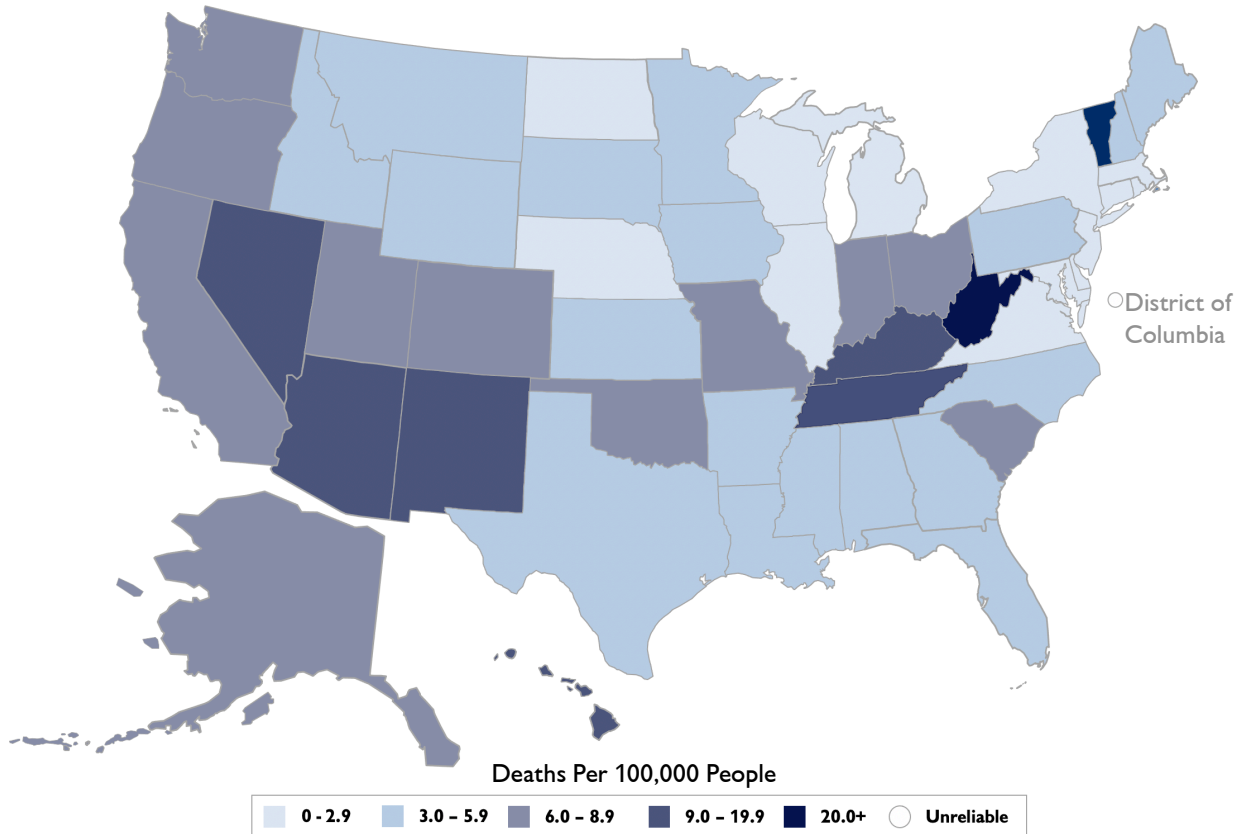 District of
Columbia
Deaths Per 100,000 People
0 - 2.9 3.0 – 5.9 6.0 – 8.9 9.0 – 19.9 20.0+ Unreliable